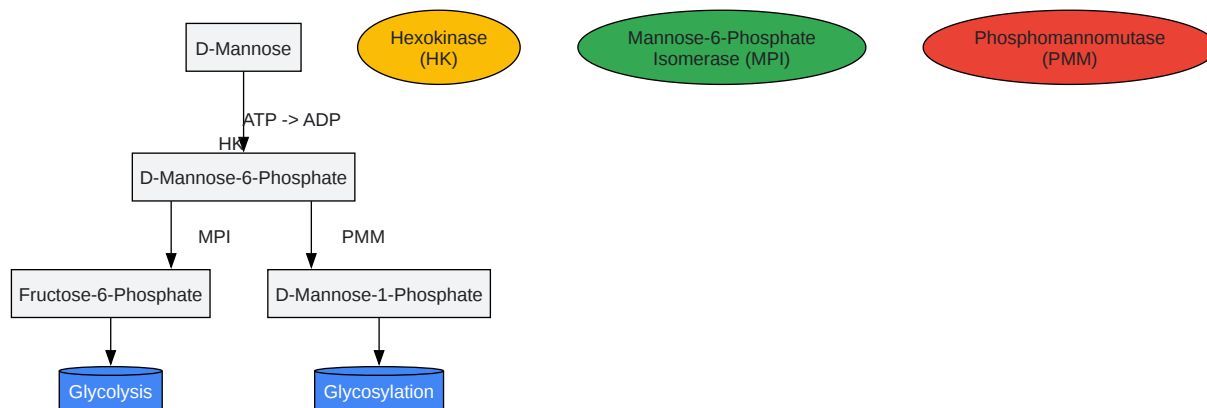 D-Mannose
Hexokinase
(HK)
Mannose-6-Phosphate
Isomerase (MPI)
Phosphomannomutase
(PMM)
ATP -> ADP
HK
D-Mannose-6-Phosphate
MPI
PMM
Fructose-6-Phosphate
D-Mannose-1-Phosphate
Glycolysis
Glycosylation